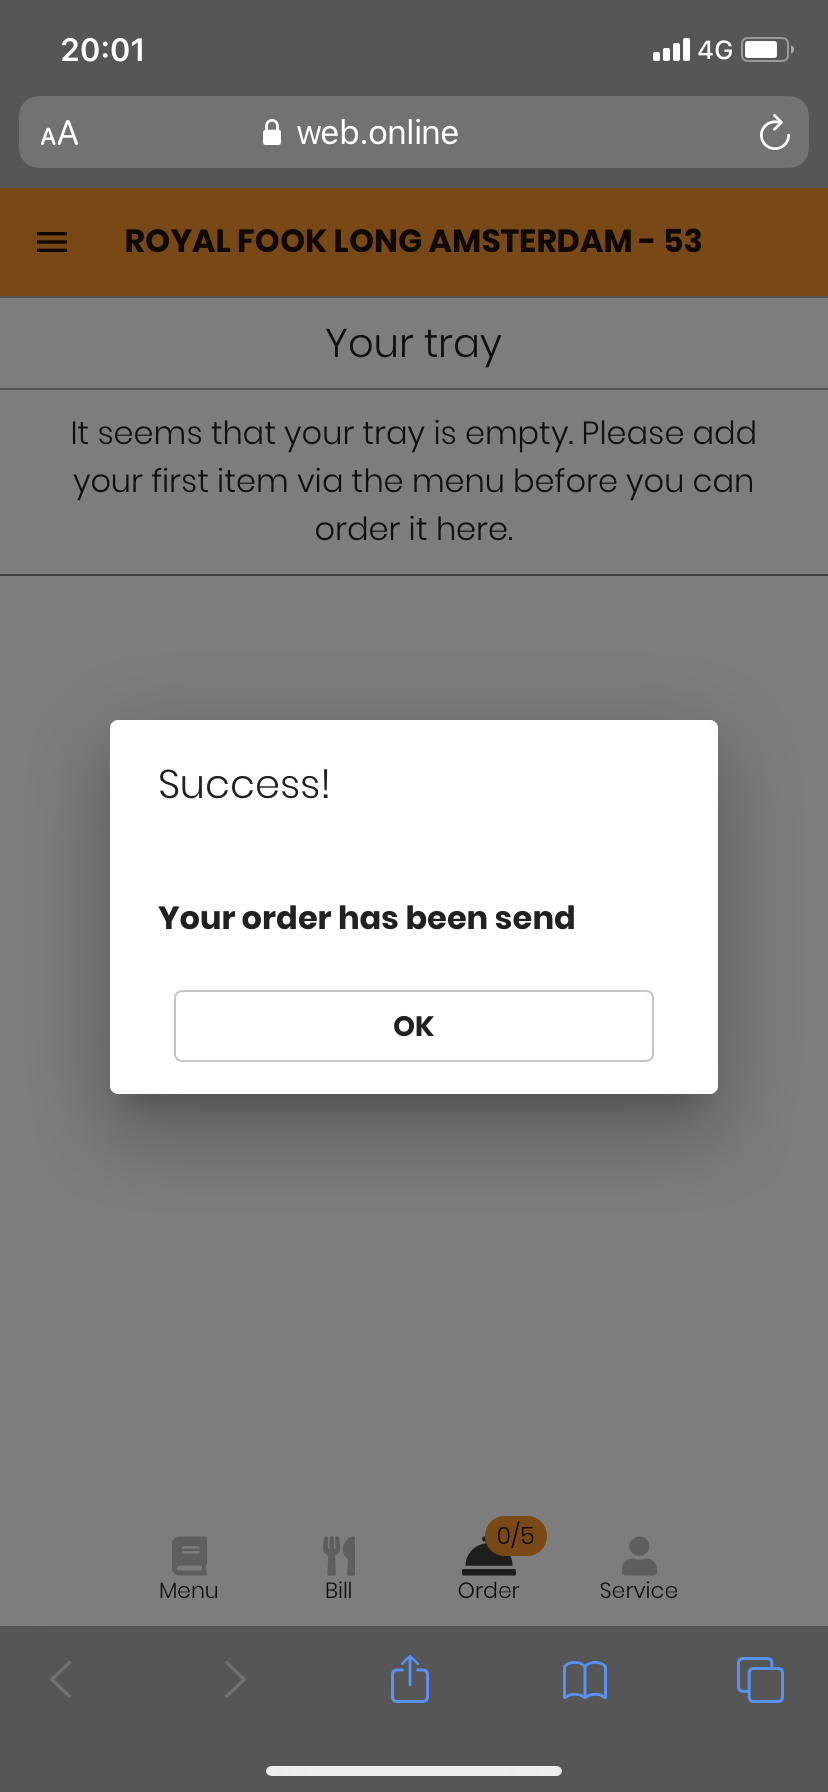 20:01
4G
AA
web.online
ROYAL FOOK LONG AMSTERDAM - 53
Your tray
It seems that your tray is empty. Please add
your first item via the menu before you can
order it here.
Success!
Your order has been send
OK
0/5
Menu
Bill
Order
Service